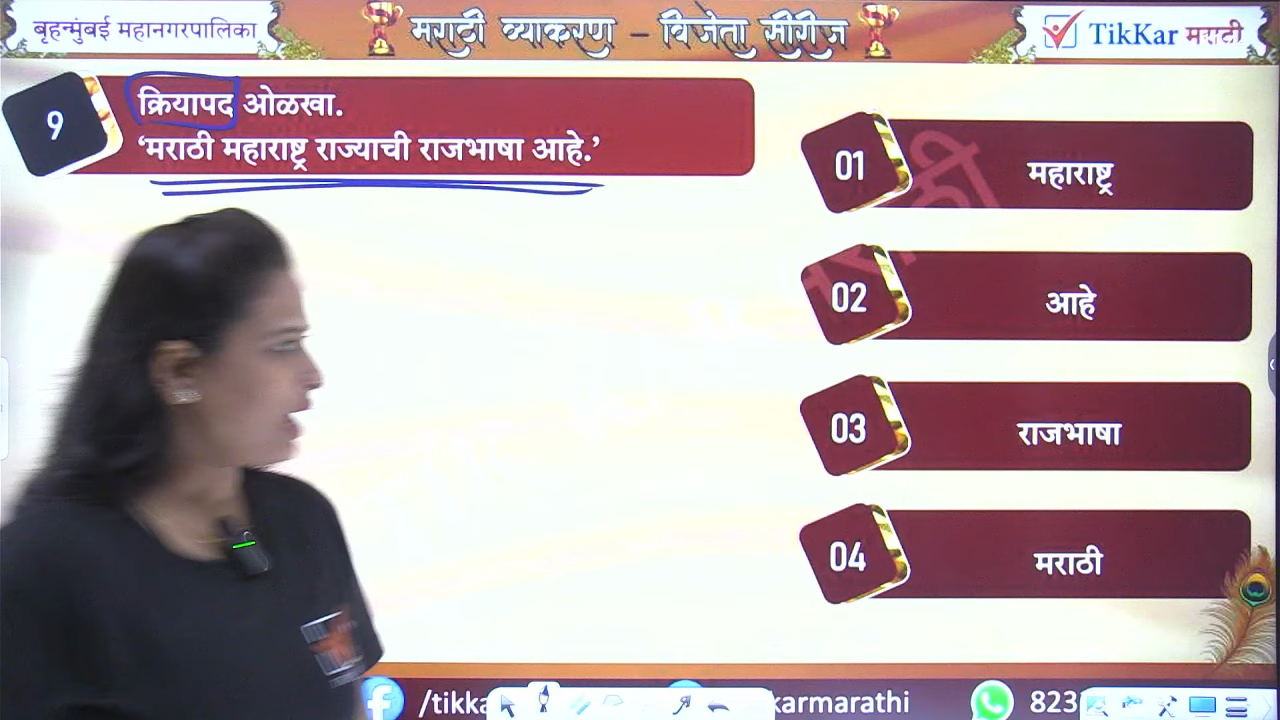 बृहन्मुंबई महानगरपालिका
मराठी व्याकरण – विजेता सीरीज
TikKar मराठी
9
क्रियापद ओळखा.
‘मराठी महाराष्ट्र राज्याची राजभाषा आहे.’
01
महाराष्ट्र
02
आहे
03
राजभाषा
04
मराठी
/tikka
karmarathi
823